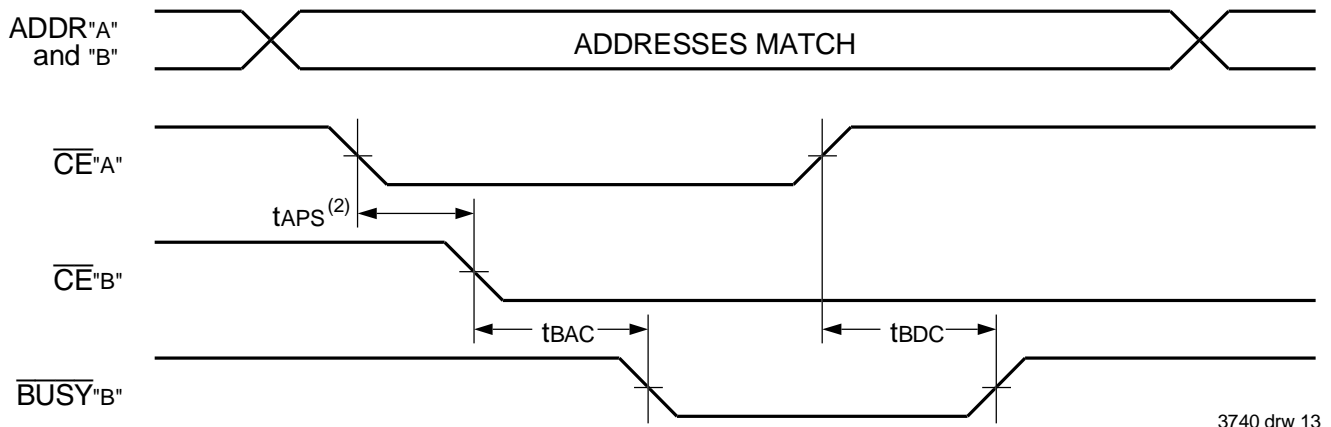 ADDR"A"
and "B"
ADDRESSES MATCH
CE"A"
tAPS(2)
CE"B"
tBAC
tBDC
BUSY"B"
3740 drw 13